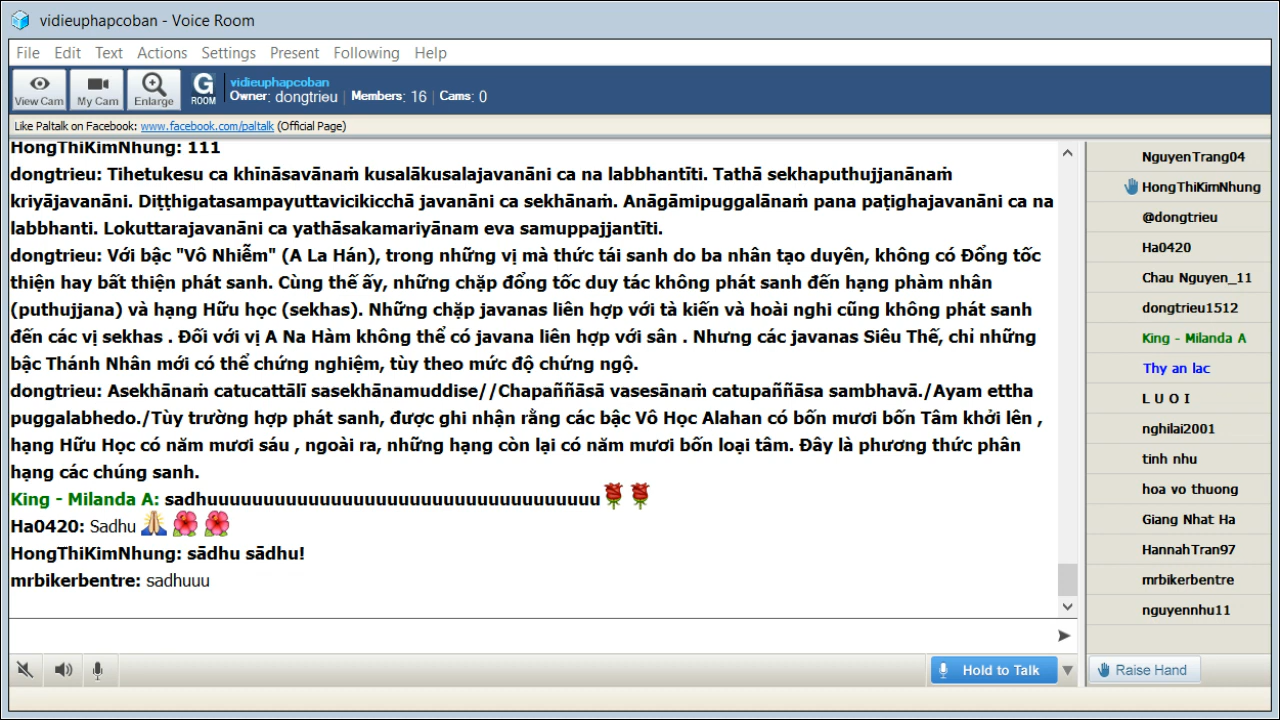 vidieuphapcoban - Voice Room
File Edit Text Actions Settings Present Following Help
View Cam
My Cam
Enlarge
G
ROOM
vidieuphapcoban
Owner: dongtrieu | Members: 16 | Cams: 0
Like Paltalk on Facebook: www.facebook.com/paltalk (Official Page)
HongThiKimNhung: 111
dongtrieu: Tihetukesu ca khīnāsavānaṁ kusalākusalajavanāni ca na labbhantīti. Tathā sekhaputhujjanānaṁ
kriyājavanāni. Diṭṭhigatasampayuttavicikicchā javanāni ca sekhānaṁ. Anāgāmipuggalānaṁ pana paṭighajavanāni ca na
labbhanti. Lokuttarajavanāni ca yathāsakamariyānam eva samuppajjantīti.
dongtrieu: Với bậc "Vô Nhiễm" (A La Hán), trong những vị mà thức tái sanh do ba nhân tạo duyên, không có Đổng tốc
thiện hay bất thiện phát sanh. Cùng thế ấy, những chặp đổng tốc duy tác không phát sanh đến hạng phàm nhân
(puthujjana) và hạng Hữu học (sekhas). Những chặp javanas liên hợp với tà kiến và hoài nghi cũng không phát sanh
đến các vị sekhas . Đối với vị A Na Hàm không thể có javana liên hợp với sân . Nhưng các javanas Siêu Thế, chỉ những
bậc Thánh Nhân mới có thể chứng nghiệm, tùy theo mức độ chứng ngộ.
dongtrieu: Asekhānaṁ catucattālī sasekhānamuddise//Chapaññāsā vasesānaṁ catupaññāsa sambhavā./Ayam ettha
puggalabhedo./Tùy trường hợp phát sanh, được ghi nhận rằng các bậc Vô Học Alahan có bốn mươi bốn Tâm khởi lên ,
hạng Hữu Học có năm mươi sáu , ngoài ra, những hạng còn lại có năm mươi bốn loại tâm. Đây là phương thức phân
hạng các chúng sanh.
King - Milanda A: sadhuuuuuuuuuuuuuuuuuuuuuuuuuuuuuuuuuuu
Ha0420: Sadhu
HongThiKimNhung: sādhu sādhu!
mrbikerbentre: sadhuuu
Hold to Talk
NguyenTrang04
HongThiKimNhung
@dongtrieu
Ha0420
Chau Nguyen_11
dongtrieu1512
King - Milanda A
Thy an lac
L U O I
nghilai2001
tinh nhu
hoa vo thuong
Giang Nhat Ha
HannahTran97
mrbikerbentre
nguyennhu11
Raise Hand